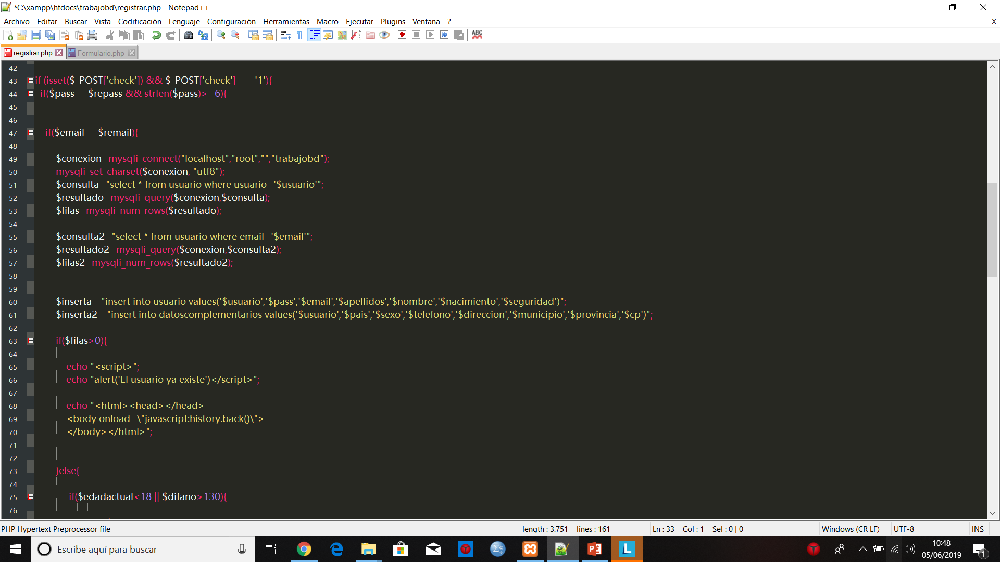 *C:\xampp\htdocs\trabajobd\registrar.php - Notepad++
Archivo Editar Buscar Vista Codificación Lenguaje Configuración Herramientas Macro Ejecutar Plugins Ventana ? X
ABC
registrar.php Formulario.php
42
43 if (isset($_POST['check']) && $_POST['check'] == '1'){
44 if($pass==$repass && strlen($pass)>=6){
45
46
47 if($email==$remail){
48
49 $conexion=mysqli_connect("localhost","root","","trabajobd");
50 mysqli_set_charset($conexion, "utf8");
51 $consulta="select * from usuario where usuario='$usuario'";
52 $resultado=mysqli_query($conexion,$consulta);
53 $filas=mysqli_num_rows($resultado);
54
55 $consulta2="select * from usuario where email='$email'";
56 $resultado2=mysqli_query($conexion,$consulta2);
57 $filas2=mysqli_num_rows($resultado2);
58
59
60 $inserta= "insert into usuario values('$usuario','$pass','$email','$apellidos','$nombre','$nacimiento','$seguridad')";
61 $inserta2= "insert into datoscomplementarios values('$usuario','$pais','$sexo','$telefono','$direccion','$municipio','$provincia','$cp')";
62
63 if($filas>0){
64
65 echo "<script>";
66 echo "alert('El usuario ya existe')</script>";
67
68 echo "<html><head></head>
69 <body onload=\"javascript:history.back()\">
70 </body></html>";
71
72
73 }else{
74
75 if($edadactual<18 || $difano>130){
76
PHP Hypertext Preprocessor file length : 3.751 lines : 161 Ln : 33 Col : 1 Sel : 0 | 0 Windows (CR LF) UTF-8 INS
Escribe aquí para buscar
10:48
05/06/2019
1